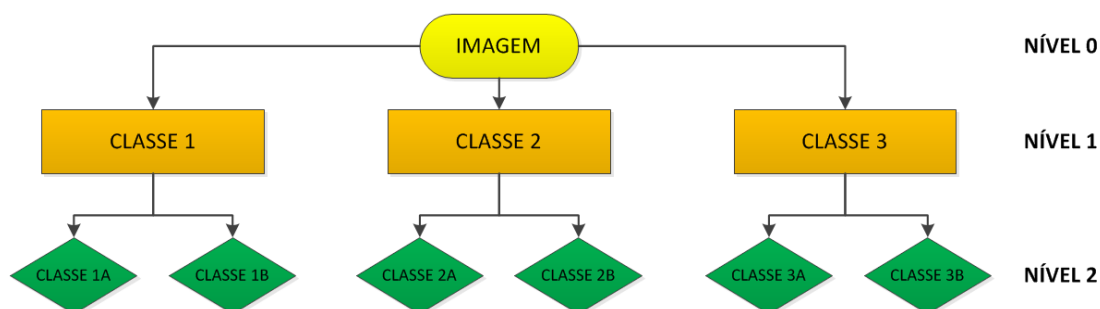 IMAGEM
NÍVEL 0
CLASSE 1
CLASSE 2
CLASSE 3
NÍVEL 1
CLASSE 1A
CLASSE 1B
CLASSE 2A
CLASSE 2B
CLASSE 3A
CLASSE 3B
NÍVEL 2